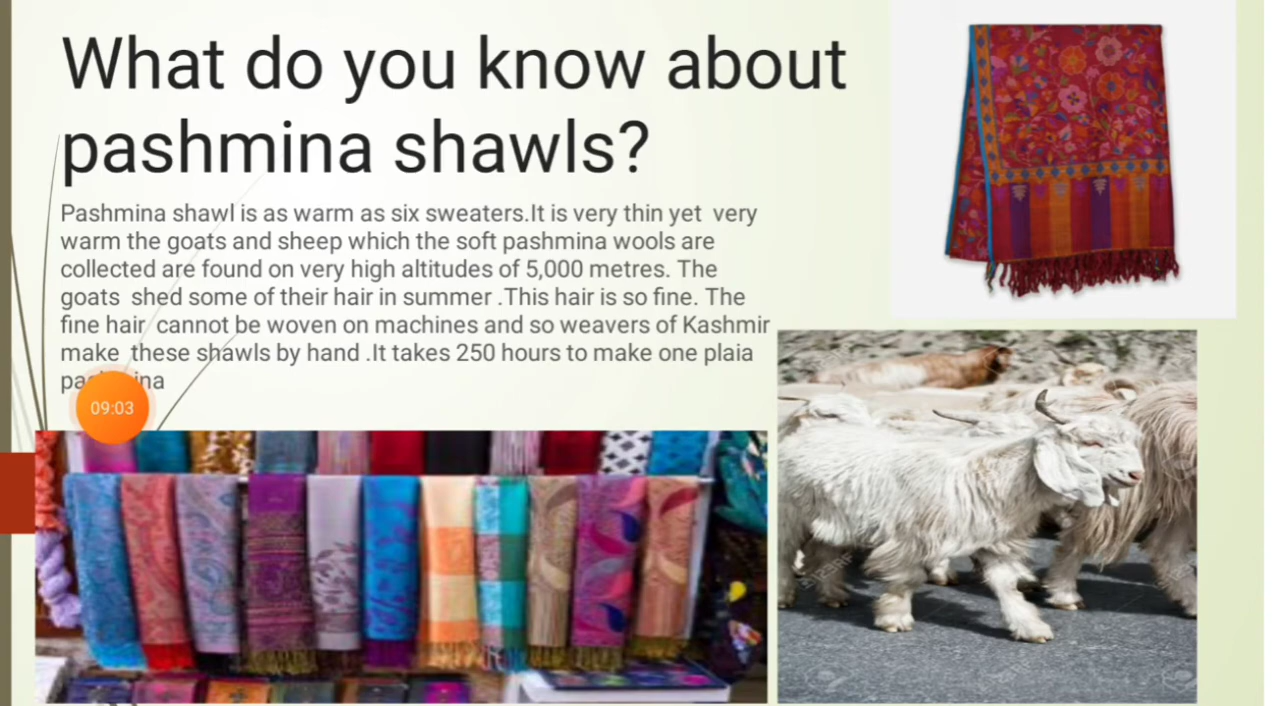 What do you know about
pashmina shawls?
Pashmina shawl is as warm as six sweaters.It is very thin yet very
warm the goats and sheep which the soft pashmina wools are
collected are found on very high altitudes of 5,000 metres. The
goats shed some of their hair in summer .This hair is so fine. The
fine hair cannot be woven on machines and so weavers of Kashmir
make these shawls by hand .It takes 250 hours to make one plaia
09:03